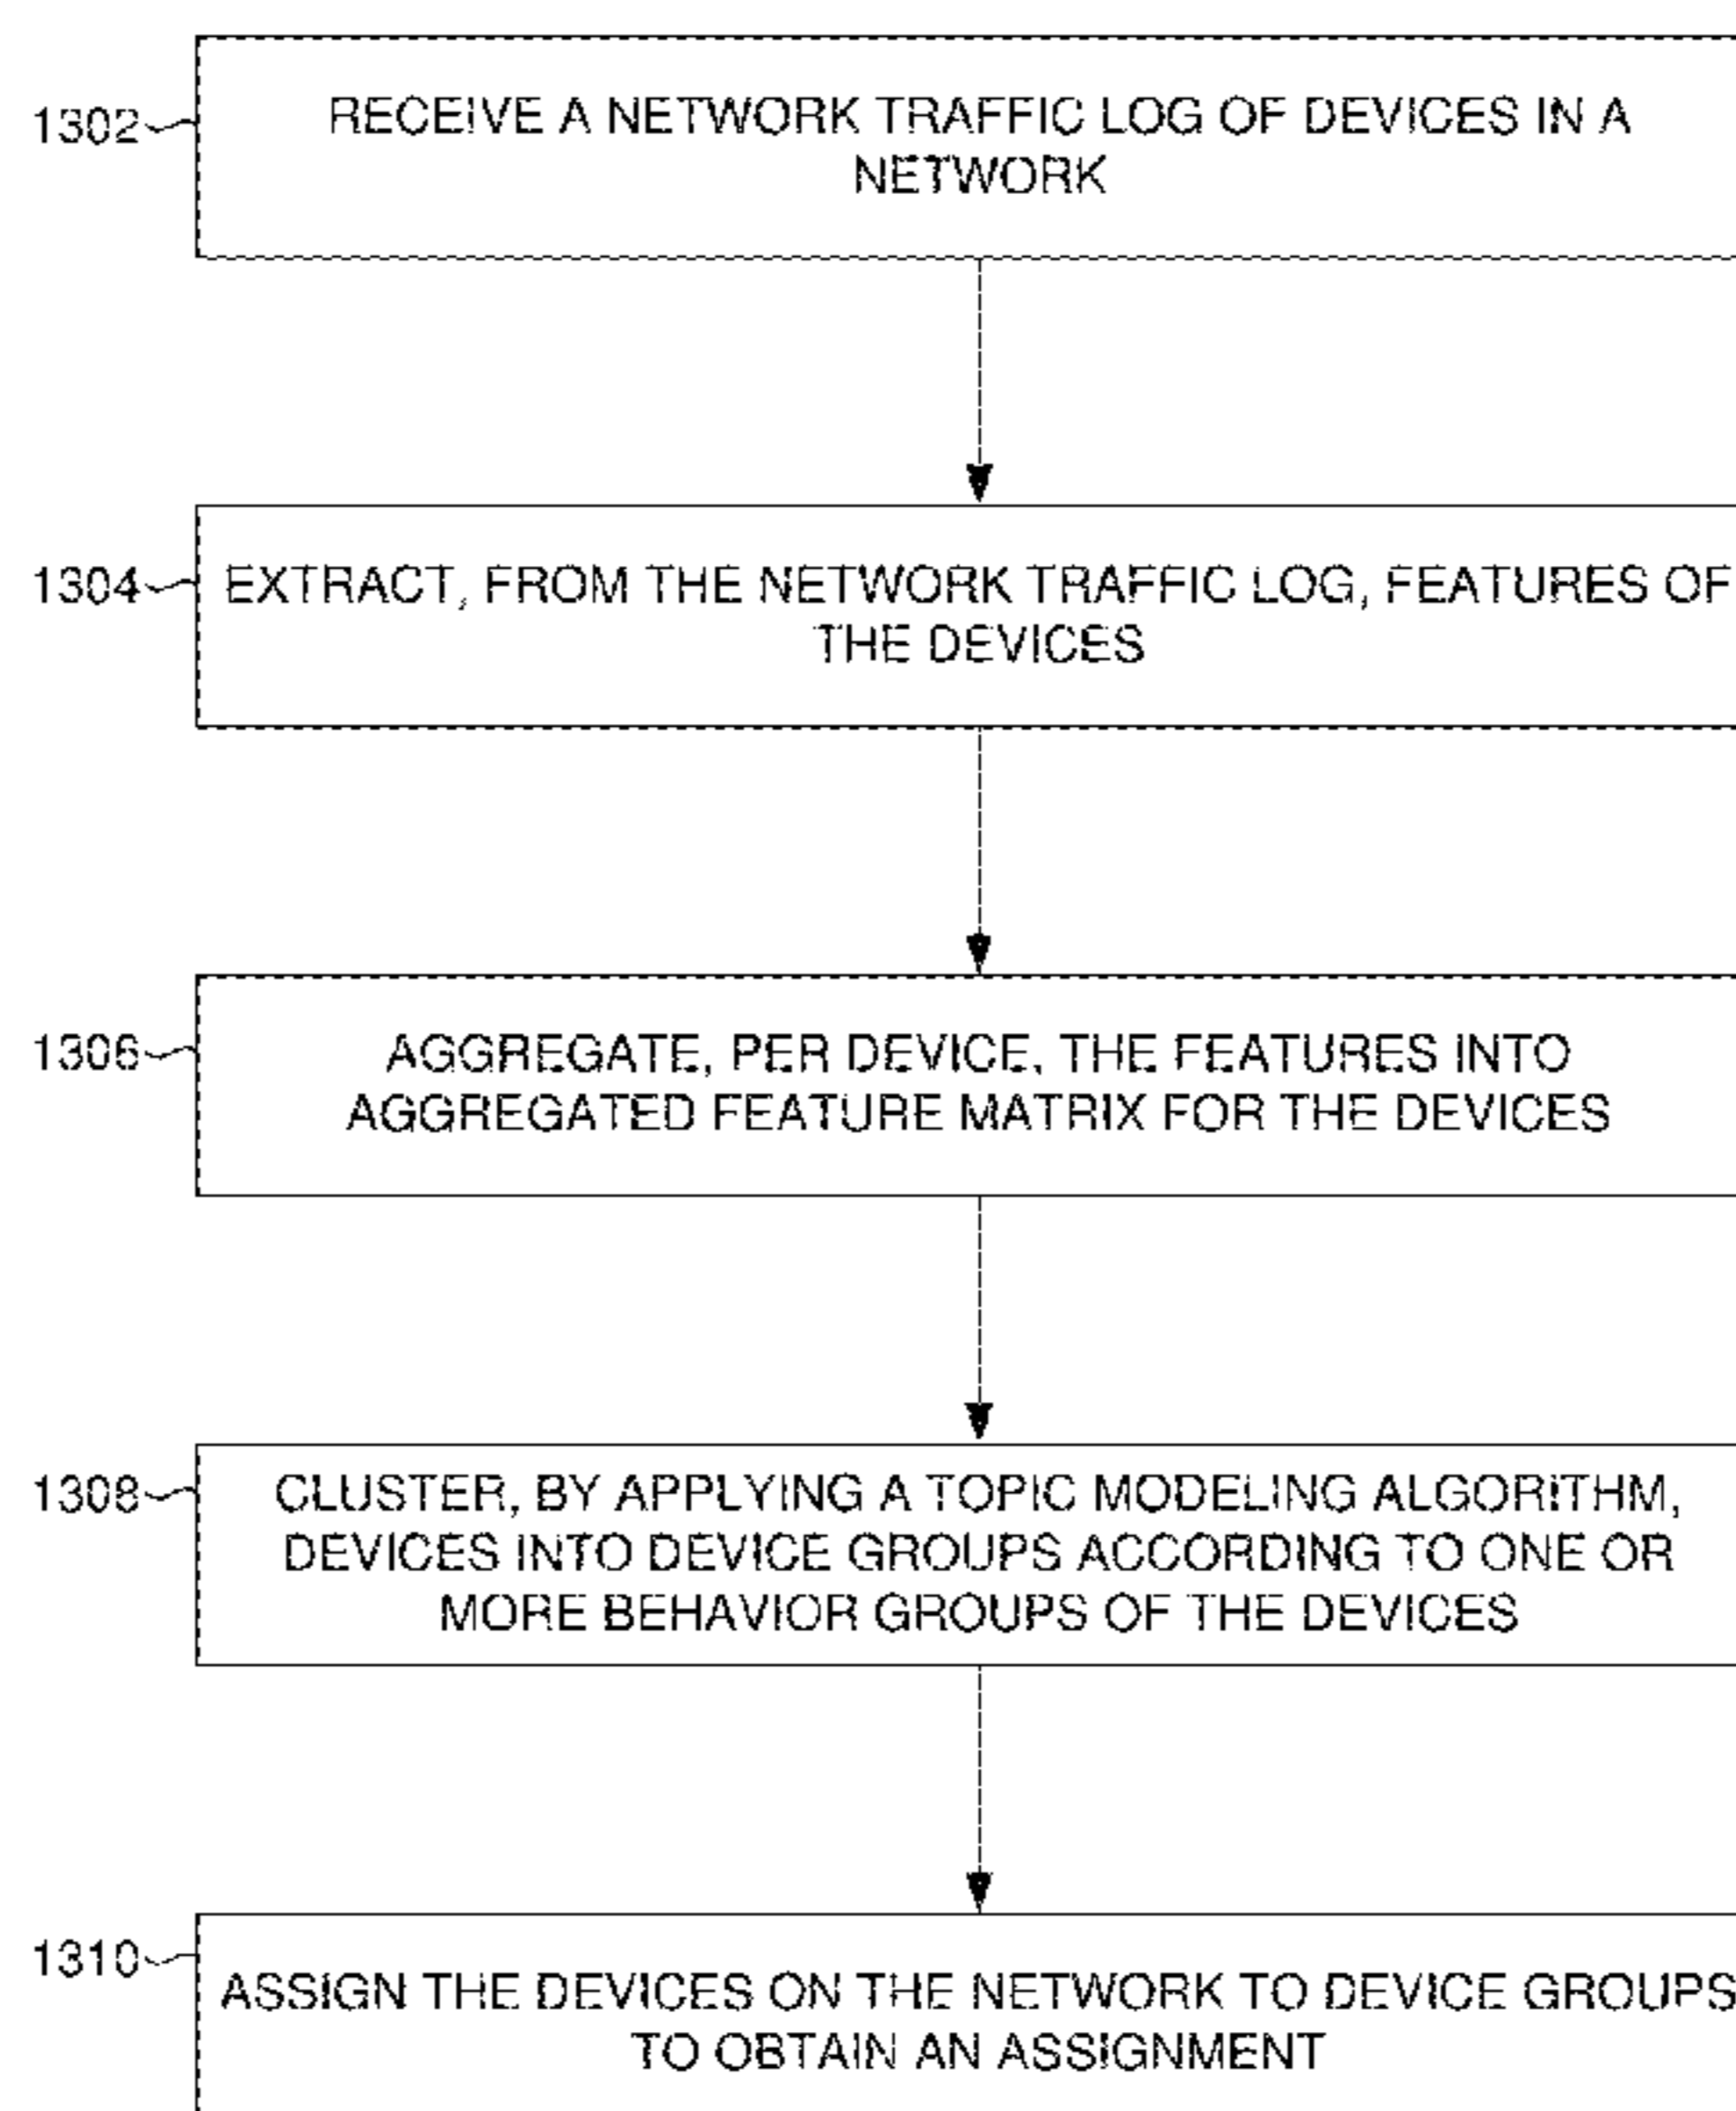 1302
RECEIVE A NETWORK TRAFFIC LOG OF DEVICES IN A
NETWORK
1304
EXTRACT, FROM THE NETWORK TRAFFIC LOG, FEATURES OF
THE DEVICES
1306
AGGREGATE, PER DEVICE, THE FEATURES INTO
AGGREGATED FEATURE MATRIX FOR THE DEVICES
1308
CLUSTER, BY APPLYING A TOPIC MODELING ALGORITHM,
DEVICES INTO DEVICE GROUPS ACCORDING TO ONE OR
MORE BEHAVIOR GROUPS OF THE DEVICES
1310
ASSIGN THE DEVICES ON THE NETWORK TO DEVICE GROUPS
TO OBTAIN AN ASSIGNMENT